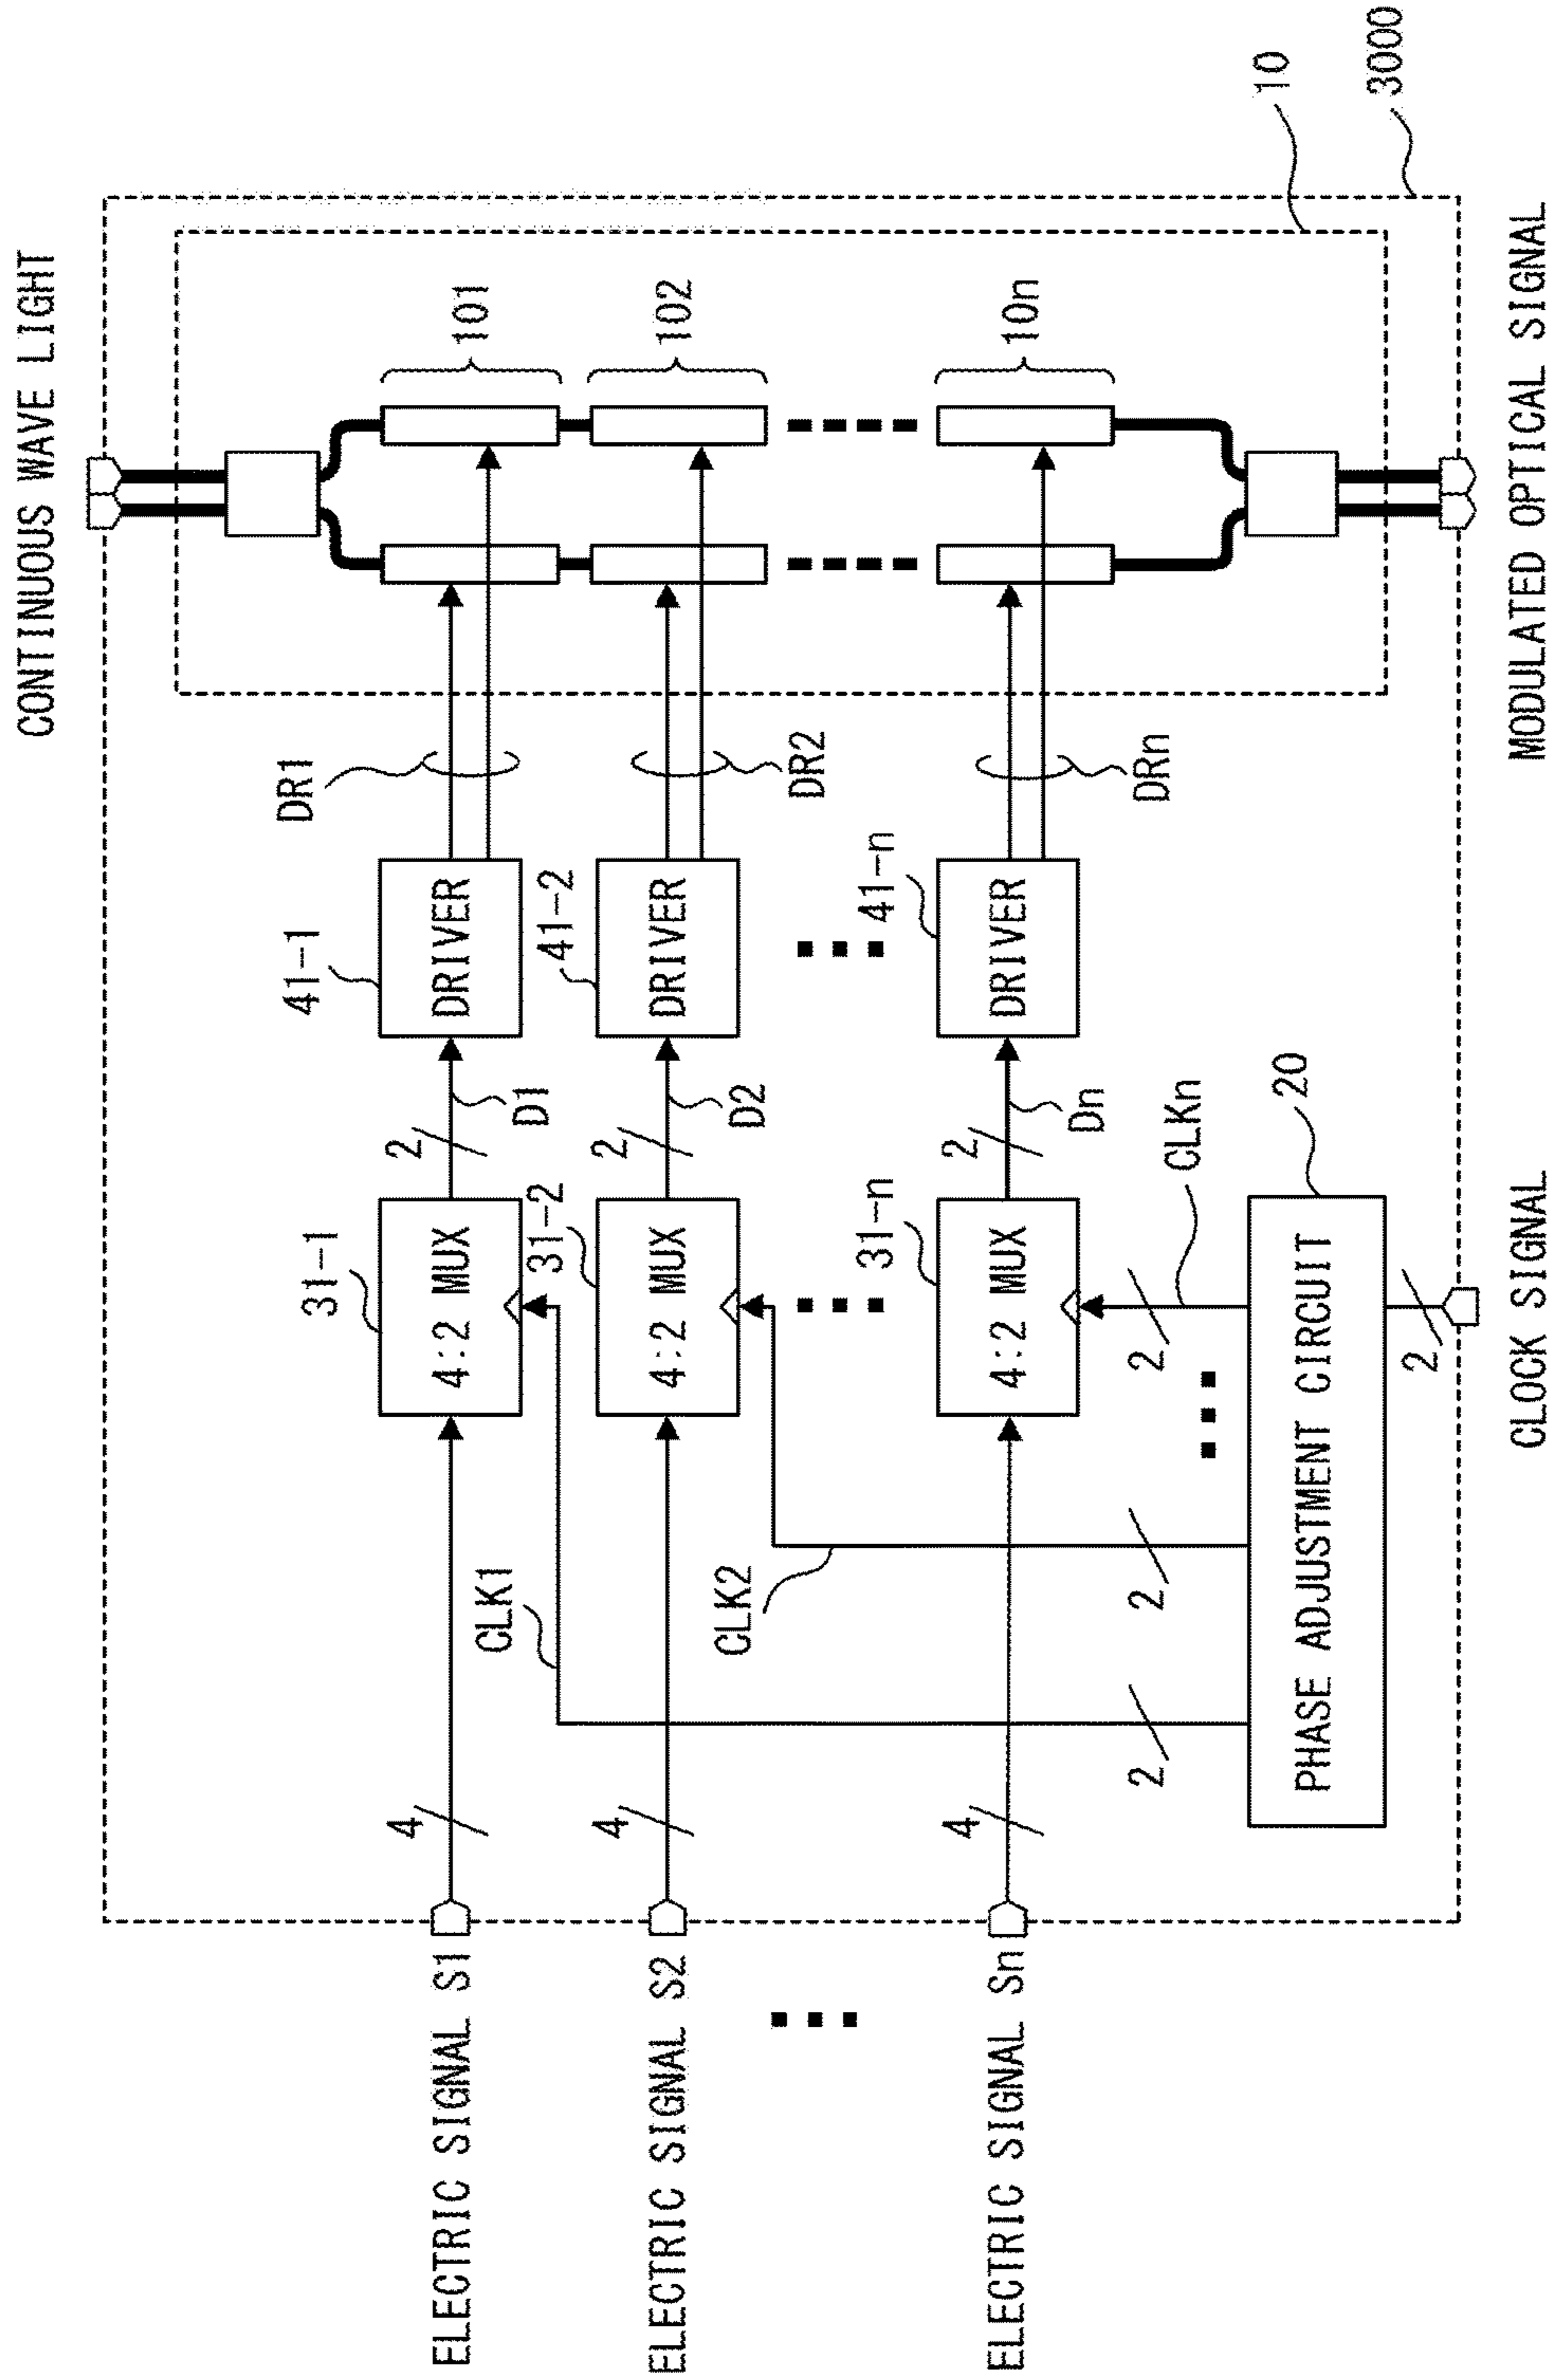 CONTINUOUS WAVE LIGHT
10
3000
101
102
10n
DR1
DR2
DRn
41-1
DRIVER
41-2
DRIVER
41-n
DRIVER
2
D1
2
D2
2
Dn
31-1
4:2 MUX
31-2
4:2 MUX
31-n
4:2 MUX
CLK1
CLK2
CLKn
2
2
2
20
PHASE ADJUSTMENT CIRCUIT
2
4
4
4
ELECTRIC SIGNAL S1
ELECTRIC SIGNAL S2
ELECTRIC SIGNAL Sn
CLOCK SIGNAL
MODULATED OPTICAL SIGNAL